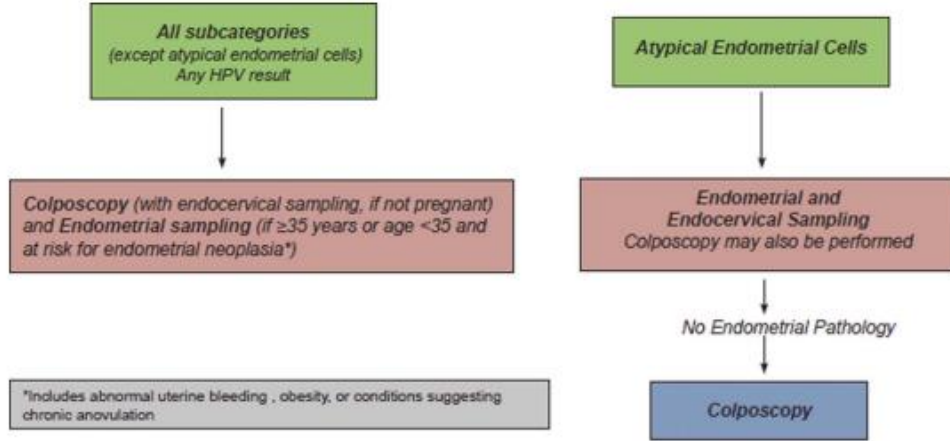 All subcategories
(except atypical endometrial cells)
Any HPV result
Atypical Endometrial Cells
Colposcopy (with endocervical sampling, if not pregnant)
and Endometrial sampling (if ≥35 years or age <35 and
at risk for endometrial neoplasia*)
Endometrial and
Endocervical Sampling
Colposcopy may also be performed
No Endometrial Pathology
*Includes abnormal uterine bleeding , obesity, or conditions suggesting
chronic anovulation
Colposcopy